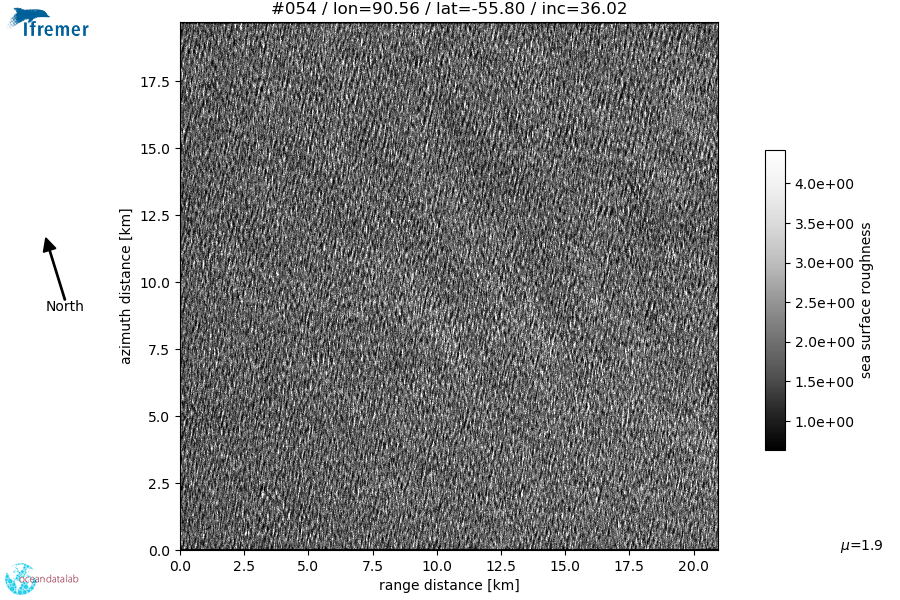 #054 / lon=90.56 / lat=-55.80 / inc=36.02
Ifremer
17.5
15.0
12.5
10.0
7.5
5.0
2.5
0.0
azimuth distance [km]
North
0.0 2.5 5.0 7.5 10.0 12.5 15.0 17.5 20.0
range distance [km]
4.0e+00
3.5e+00
3.0e+00
2.5e+00
2.0e+00
1.5e+00
1.0e+00
sea surface roughness
μ=1.9
oceandatalab